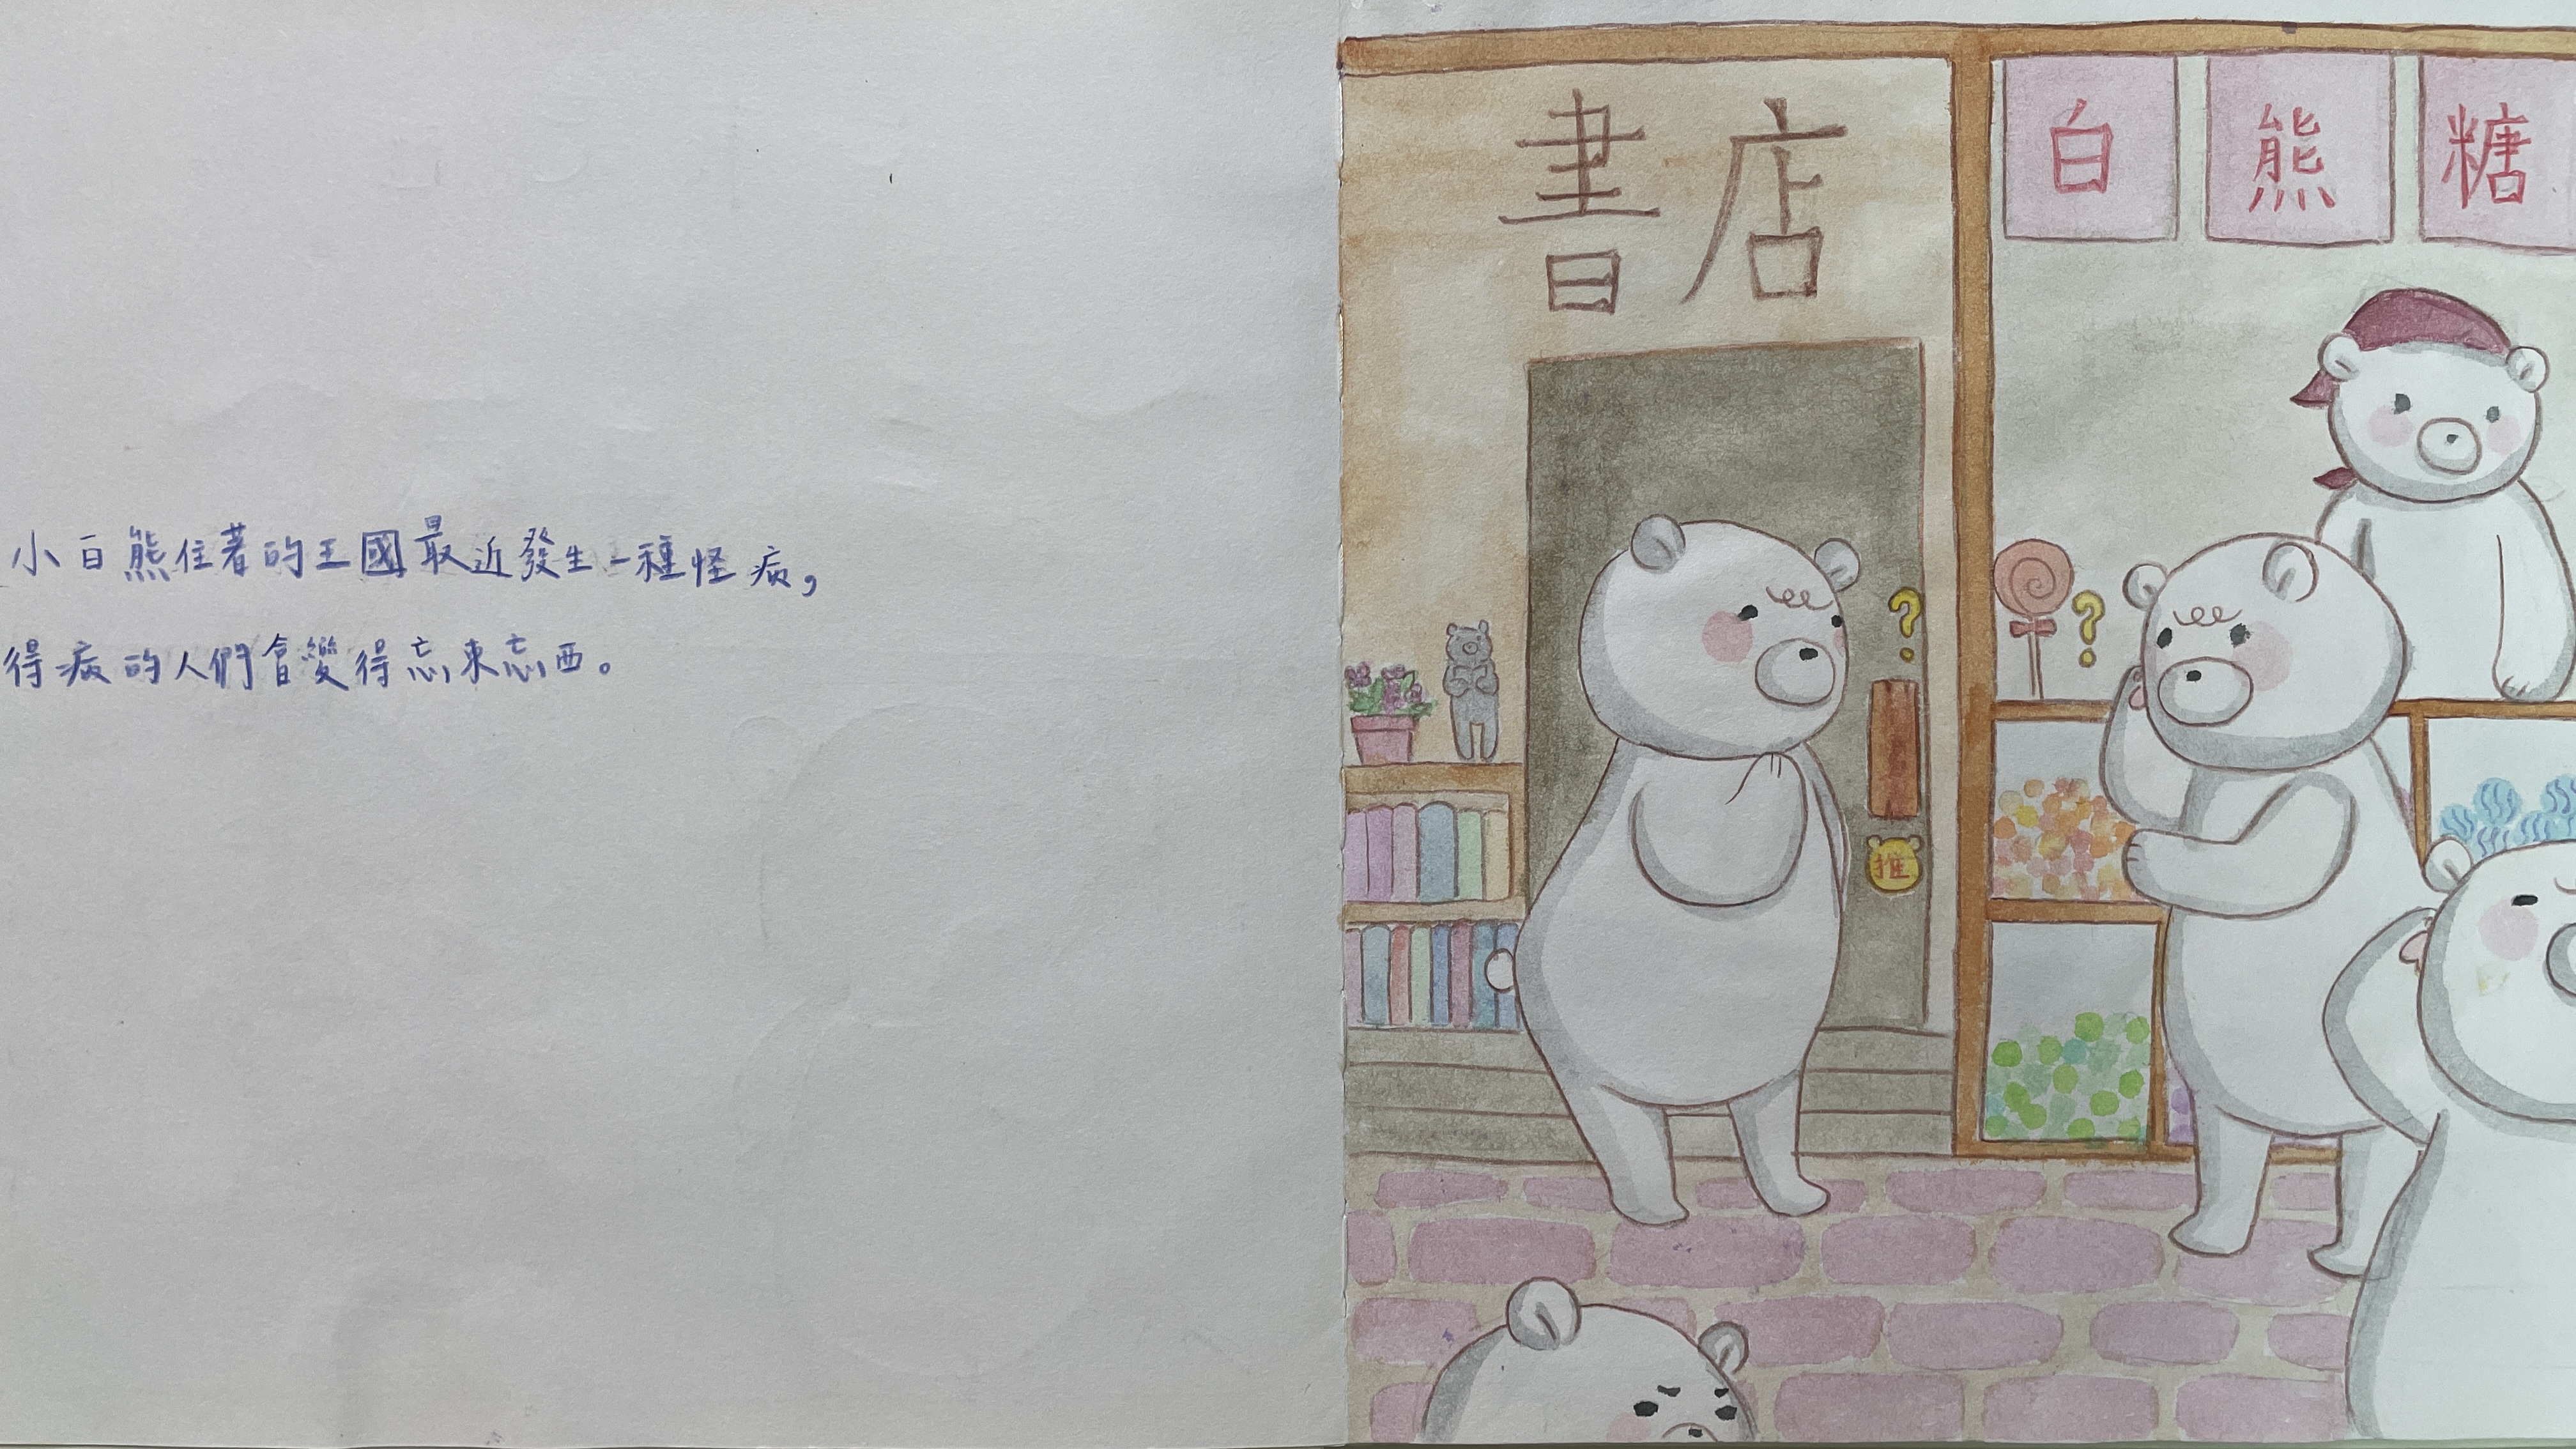 小白熊住著的王國最近發生一種怪病,
得病的人們會變得忘東忘西。
書店
白熊糖
?
?
推